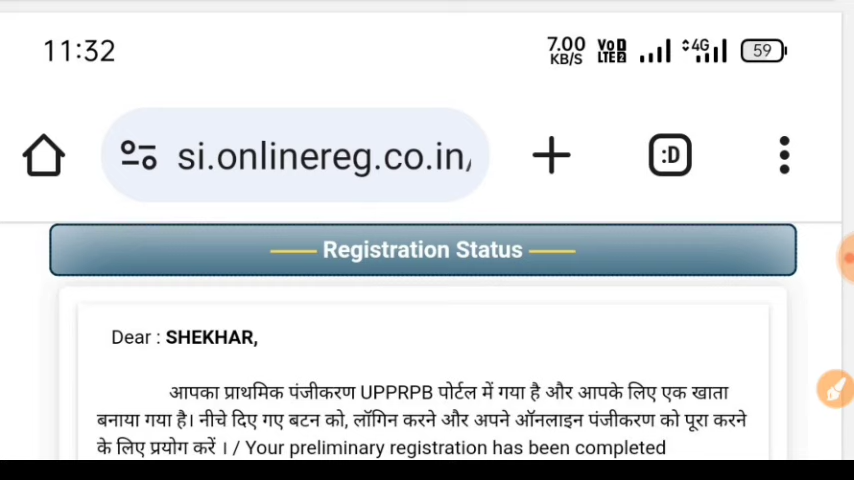 11:32 7.00 KB/S VoD LTE2 4G 59
si.onlinereg.co.in/ :D
Registration Status
Dear : SHEKHAR,
आपका प्राथमिक पंजीकरण UPPRPB पोर्टल में गया है और आपके लिए एक खाता
बनाया गया है। नीचे दिए गए बटन को, लॉगिन करने और अपने ऑनलाइन पंजीकरण को पूरा करने
के लिए प्रयोग करें । / Your preliminary registration has been completed